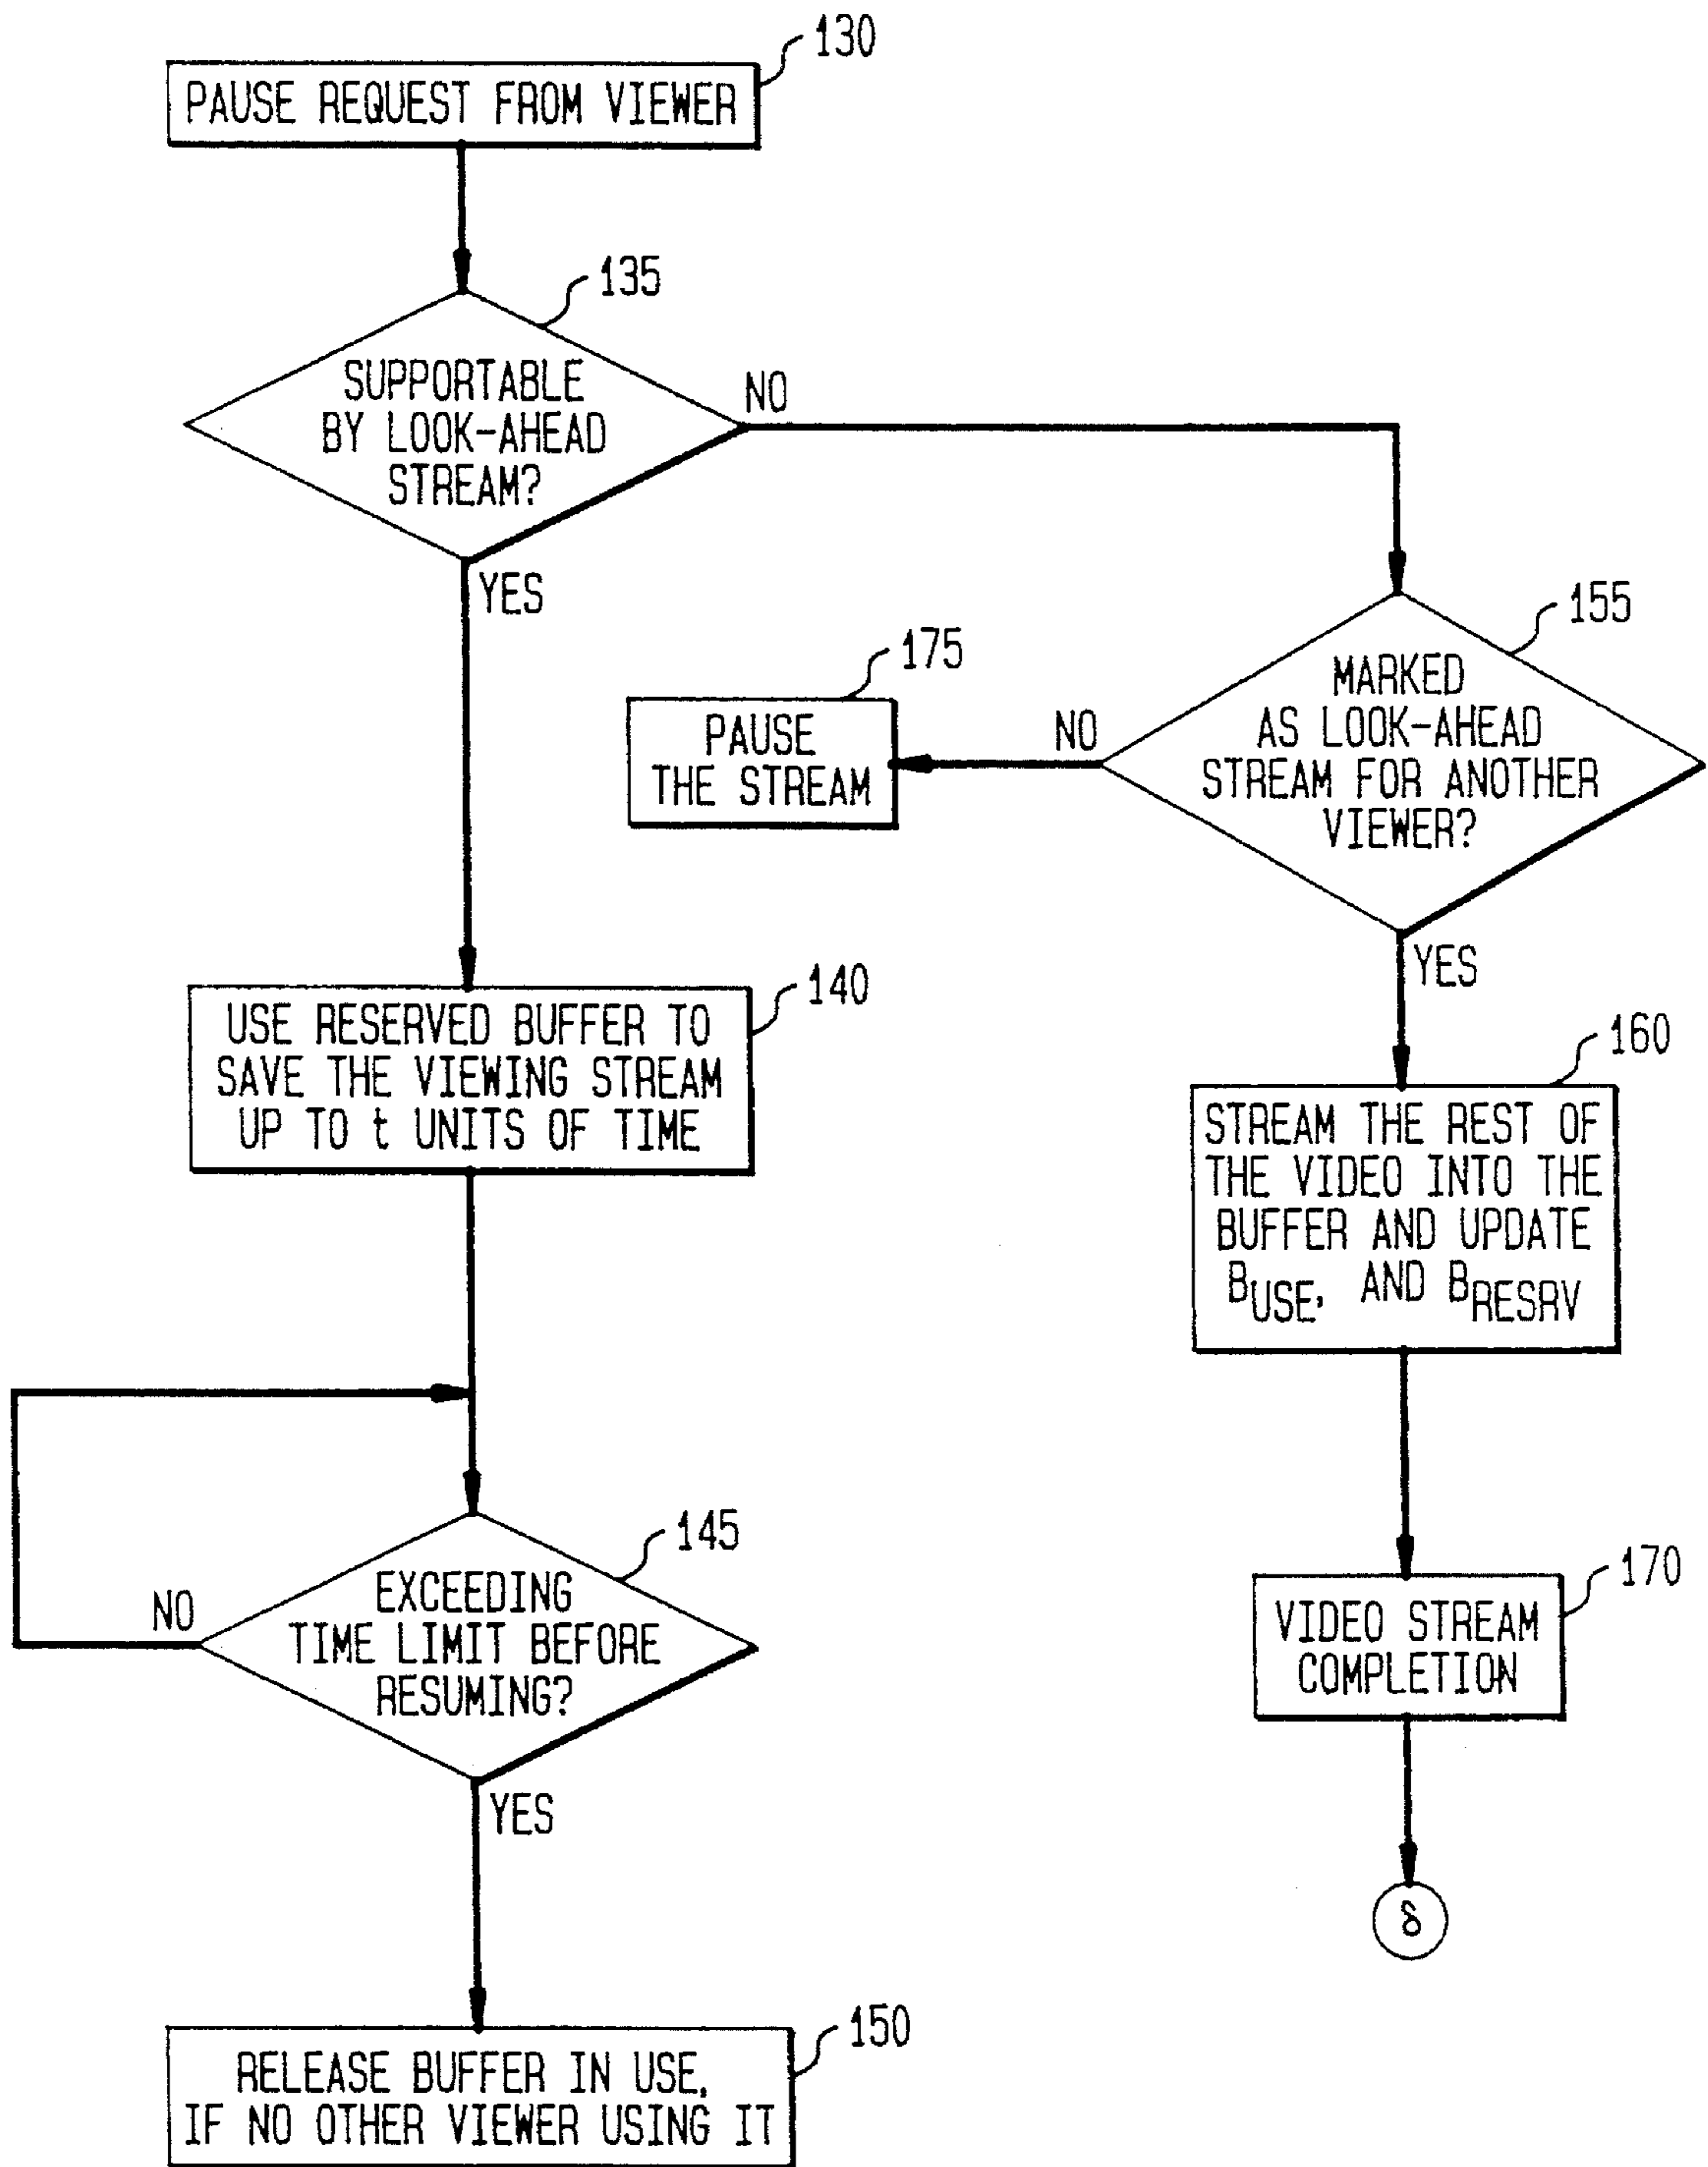 130
PAUSE REQUEST FROM VIEWER
135
SUPPORTABLE
BY LOOK-AHEAD
STREAM?
NO
YES
155
MARKED
AS LOOK-AHEAD
STREAM FOR ANOTHER
VIEWER?
NO
YES
175
PAUSE
THE STREAM
140
USE RESERVED BUFFER TO
SAVE THE VIEWING STREAM
UP TO t UNITS OF TIME
160
STREAM THE REST OF
THE VIDEO INTO THE
BUFFER AND UPDATE
BUSE, AND BRESRV
145
EXCEEDING
TIME LIMIT BEFORE
RESUMING?
NO
YES
170
VIDEO STREAM
COMPLETION
δ
150
RELEASE BUFFER IN USE,
IF NO OTHER VIEWER USING IT